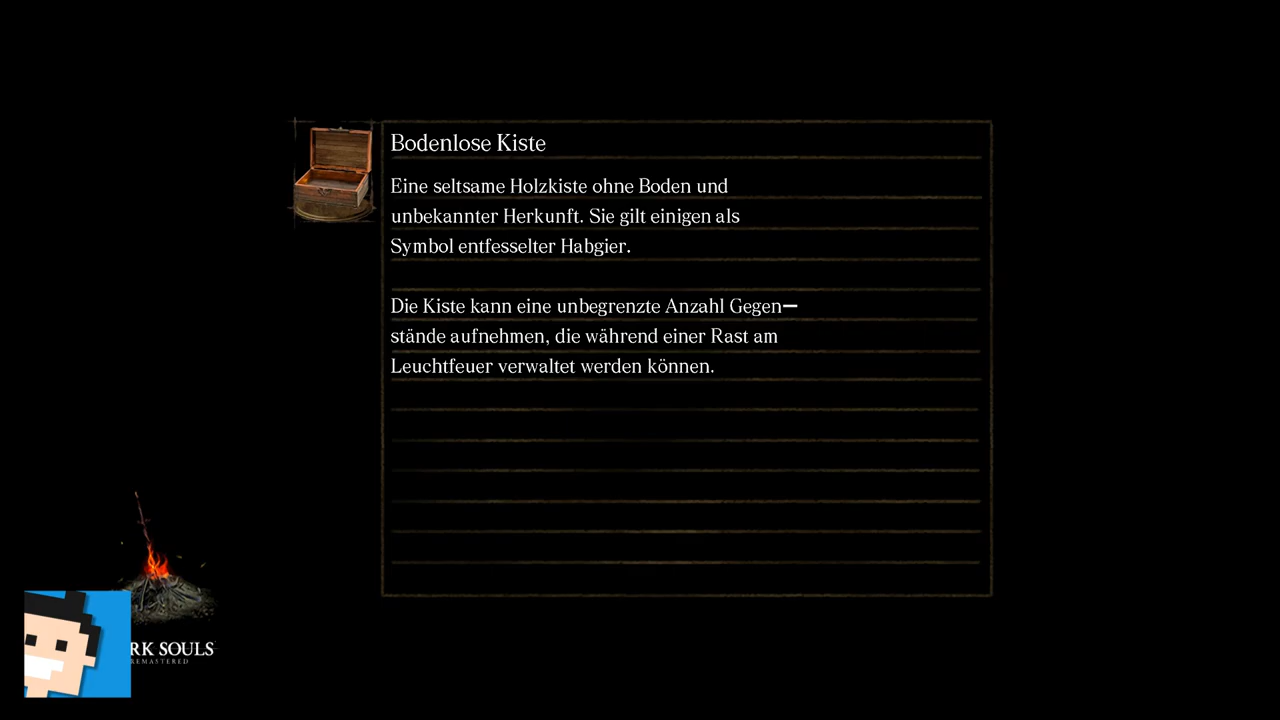 Bodenlose Kiste
Eine seltsame Holzkiste ohne Boden und
unbekannter Herkunft. Sie gilt einigen als
Symbol entfesselter Habgier.
Die Kiste kann eine unbegrenzte Anzahl Gegen—
stände aufnehmen, die während einer Rast am
Leuchtfeuer verwaltet werden können.
RK SOULS
REMASTERED